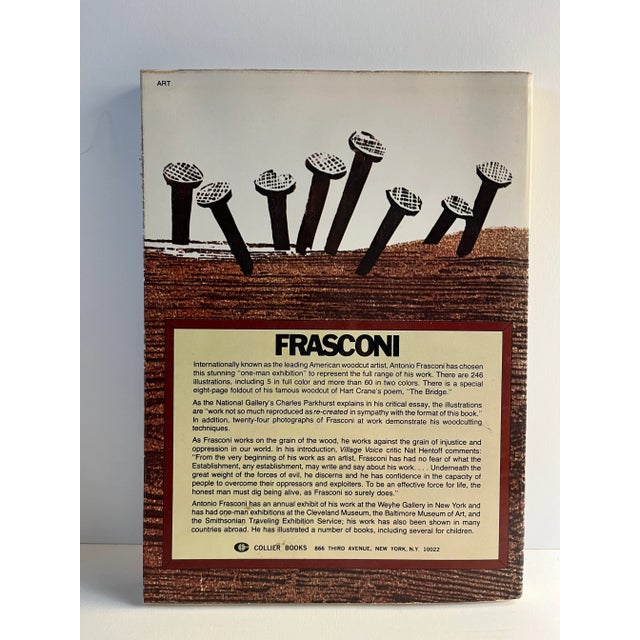 ART
FRASCONI
Internationally known as the leading American woodcut artist, Antonio Frasconi has chosen
this stunning "one-man exhibition" to represent the full range of his work. There are 246
illustrations, including 5 in full color and more than 60 in two colors. There is a special
eight-page foldout of his famous woodcut of Hart Crane's poem, "The Bridge."
As the National Gallery's Charles Parkhurst explains in his critical essay, the illustrations
are "work not so much reproduced as re-created in sympathy with the format of this book."
In addition, twenty-four photographs of Frasconi at work demonstrate his woodcutting
techniques.
As Frasconi works on the grain of the wood, he works against the grain of injustice and
oppression in our world. In his introduction, Village Voice critic Nat Hentoff comments:
"From the very beginning of his work as an artist, Frasconi has had no fear of what the
Establishment, any establishment, may write and say about his work. . . . Underneath the
great weight of the forces of evil, he discerns and he has confidence in the capacity of
people to overcome their oppressors and exploiters. To be an effective force for life, the
honest man must dig being alive, as Frasconi so surely does."
Antonio Frasconi has an annual exhibit of his work at the Weyhe Gallery in New York and
has had one-man exhibitions at the Cleveland Museum, the Baltimore Museum of Art, and
the Smithsonian Traveling Exhibition Service; his work has also been shown in many
countries abroad. He has illustrated a number of books, including several for children.
COLLIER BOOKS 866 THIRD AVENUE, NEW YORK, N.Y. 10022